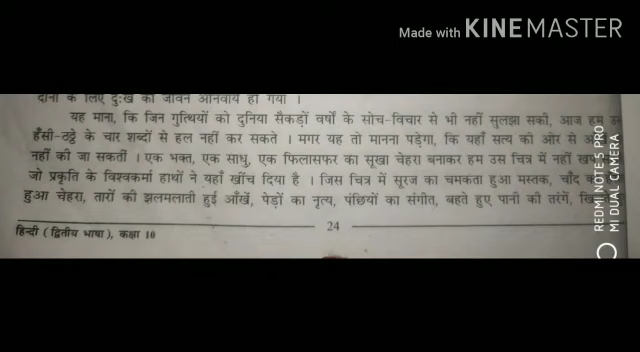 Made with KINEMASTER
दोनों के लिए दुःख का जीवन अनिवार्य हो गया ।
यह माना, कि जिन गुत्थियों को दुनिया सैकड़ों वर्षों के सोच-विचार से भी नहीं सुलझा सकी, आज हम
हँसी-ठट्ठे के चार शब्दों से हल नहीं कर सकते । मगर यह तो मानना पड़ेगा, कि यहाँ सत्य की ओर से
नहीं की जा सकतीं । एक भक्त, एक साधु, एक फिलासफर का सूखा चेहरा बनाकर हम उस चित्र में नहीं
जो प्रकृति के विश्वकर्मा हाथों ने यहाँ खींच दिया है । जिस चित्र में सूरज का चमकता हुआ मस्तक, चाँद
हुआ चेहरा, तारों की झलमलाती हुई आँखें, पेड़ों का नृत्य, पंछियों का संगीत, बहते हुए पानी की तरंगें,
24
हिन्दी (द्वितीय भाषा), कक्षा 10
REDMI NOTE 5 PRO
MI DUAL CAMERA